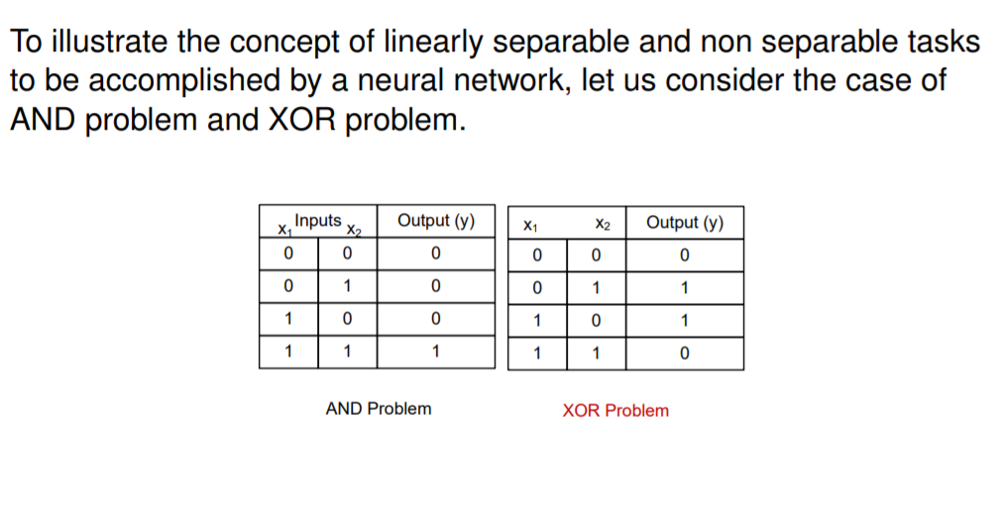 To illustrate the concept of linearly separable and non separable tasks
to be accomplished by a neural network, let us consider the case of
AND problem and XOR problem.
x₁ Inputs x₂ Output (y)
0 0 0
0 1 0
1 0 0
1 1 1
AND Problem
x₁ x₂ Output (y)
0 0 0
0 1 1
1 0 1
1 1 0
XOR Problem